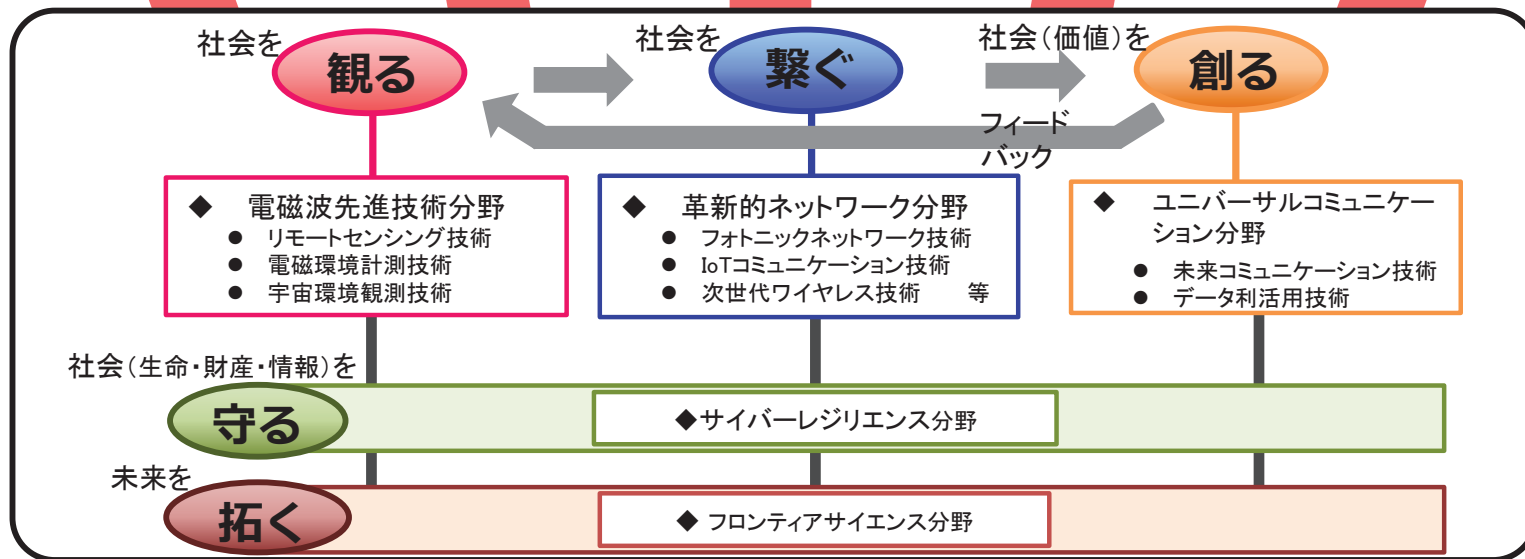 社会を
観る
社会を
繋ぐ
社会（価値）を
創る
フィード
バック
◆ 電磁波先進技術分野
● リモートセンシング技術
● 電磁環境計測技術
● 宇宙環境観測技術
◆ 革新的ネットワーク分野
● フォトニックネットワーク技術
● IoTコミュニケーション技術
● 次世代ワイヤレス技術 等
◆ ユニバーサルコミュニケー
ション分野
● 未来コミュニケーション技術
● データ利活用技術
社会（生命・財産・情報）を
守る
◆サイバーレジリエンス分野
未来を
拓く
◆ フロンティアサイエンス分野